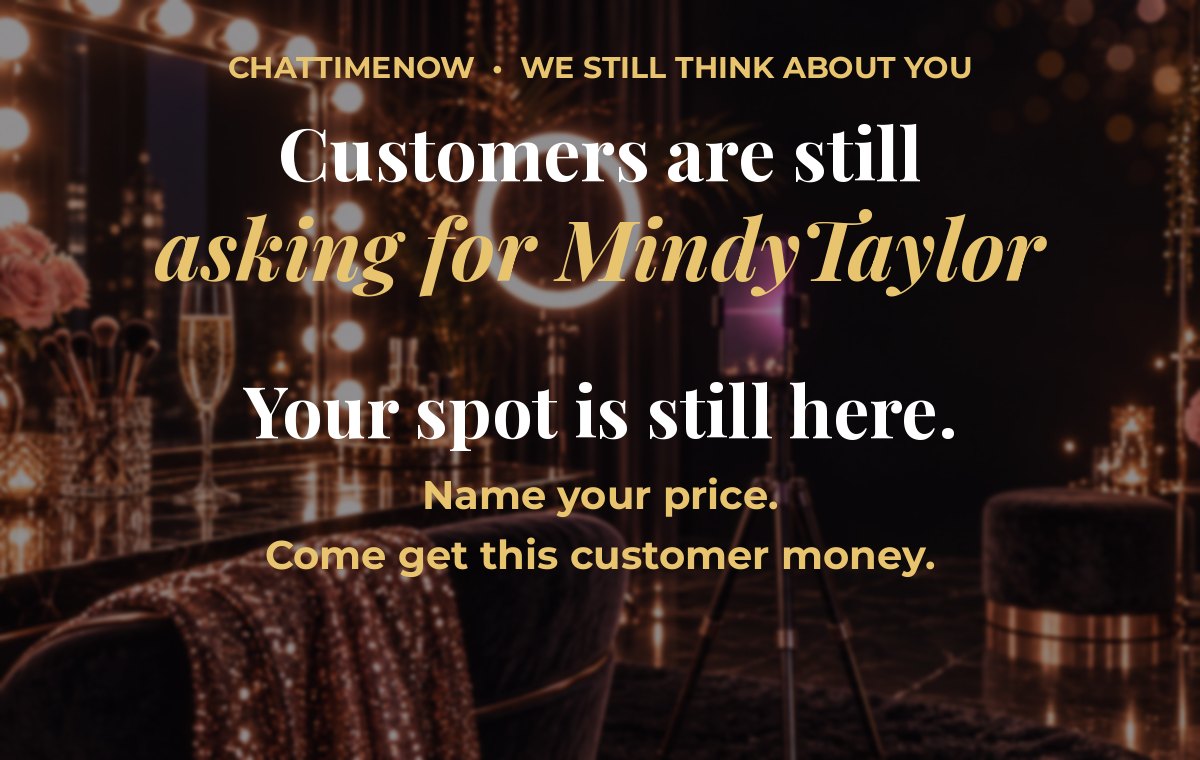 CHATTIMENOW • WE STILL THINK ABOUT YOU
Customers are still
asking for MindyTaylor
Your spot is still here.
Name your price.
Come get this customer money.